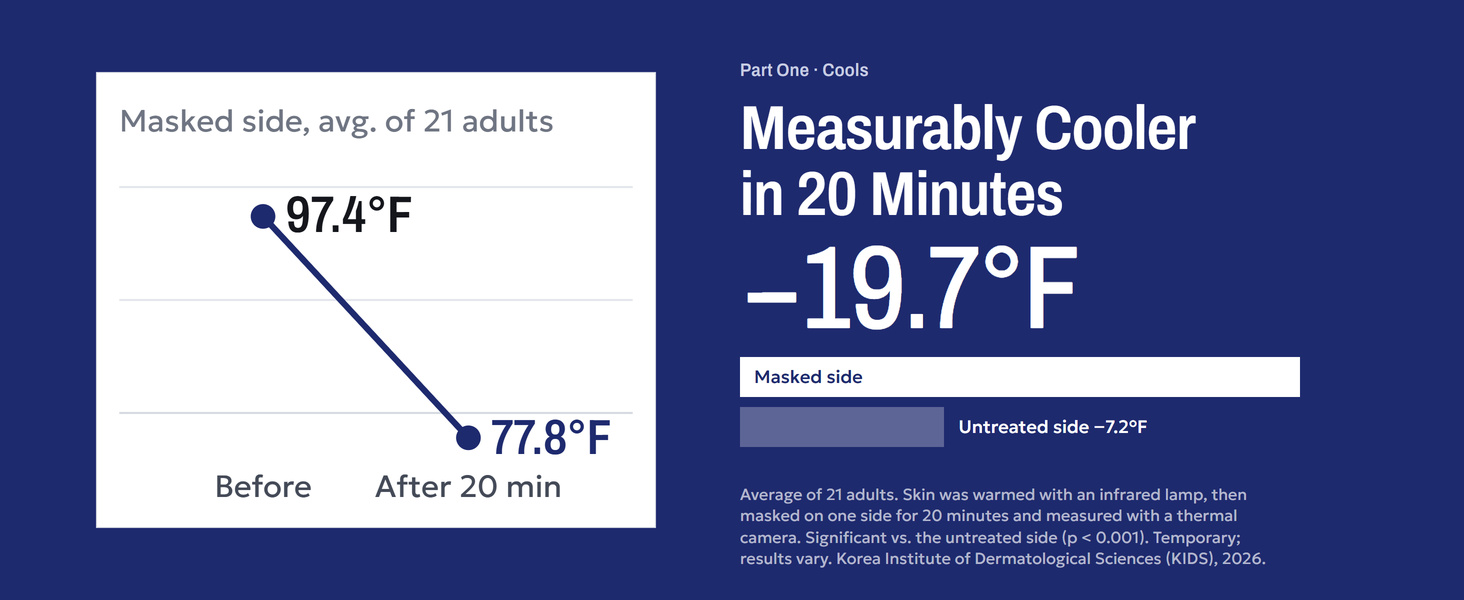 Masked side, avg. of 21 adults
97.4°F
77.8°F
Before After 20 min
Part One · Cools
Measurably Cooler
in 20 Minutes
–19.7°F
Masked side
Untreated side –7.2°F
Average of 21 adults. Skin was warmed with an infrared lamp, then
masked on one side for 20 minutes and measured with a thermal
camera. Significant vs. the untreated side (p < 0.001). Temporary;
results vary. Korea Institute of Dermatological Sciences (KIDS), 2026.